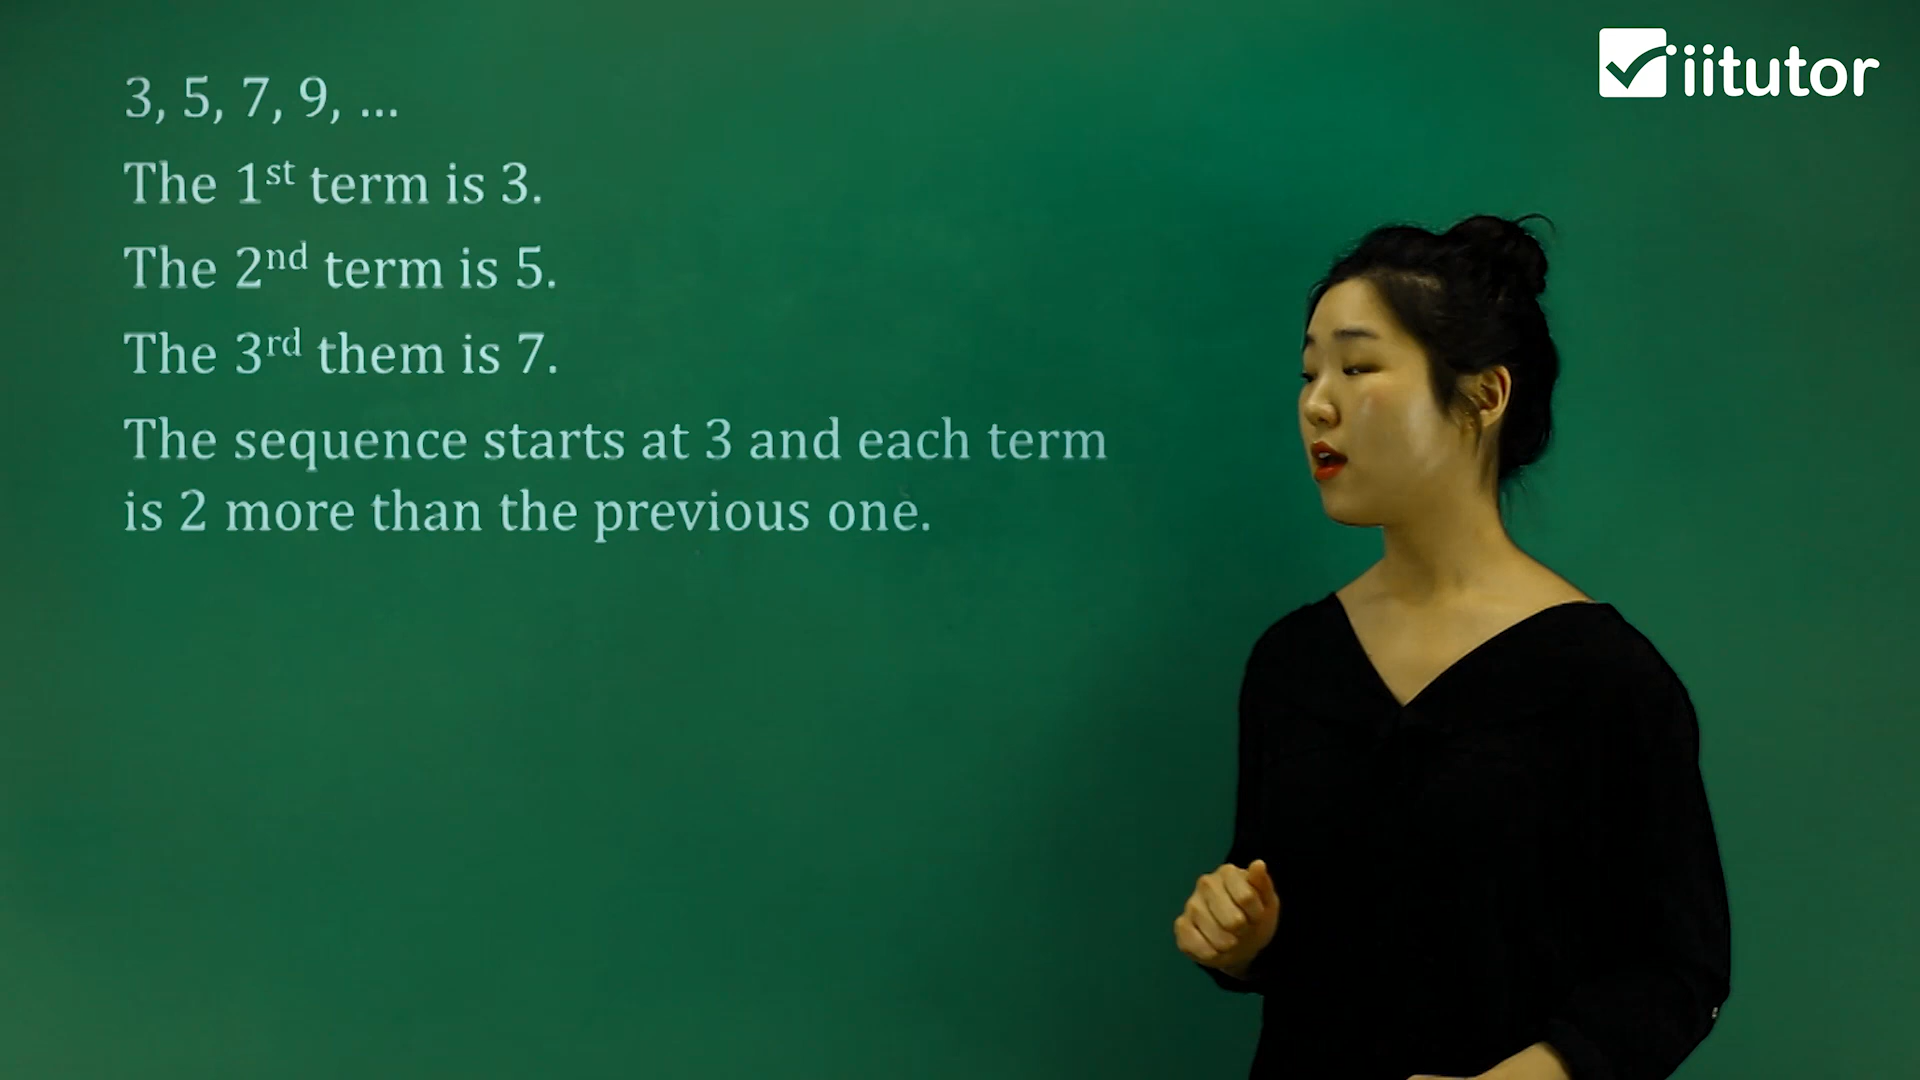 iitutor
3, 5, 7, 9, ...
The 1st term is 3.
The 2nd term is 5.
The 3rd them is 7.
The sequence starts at 3 and each term
is 2 more than the previous one.